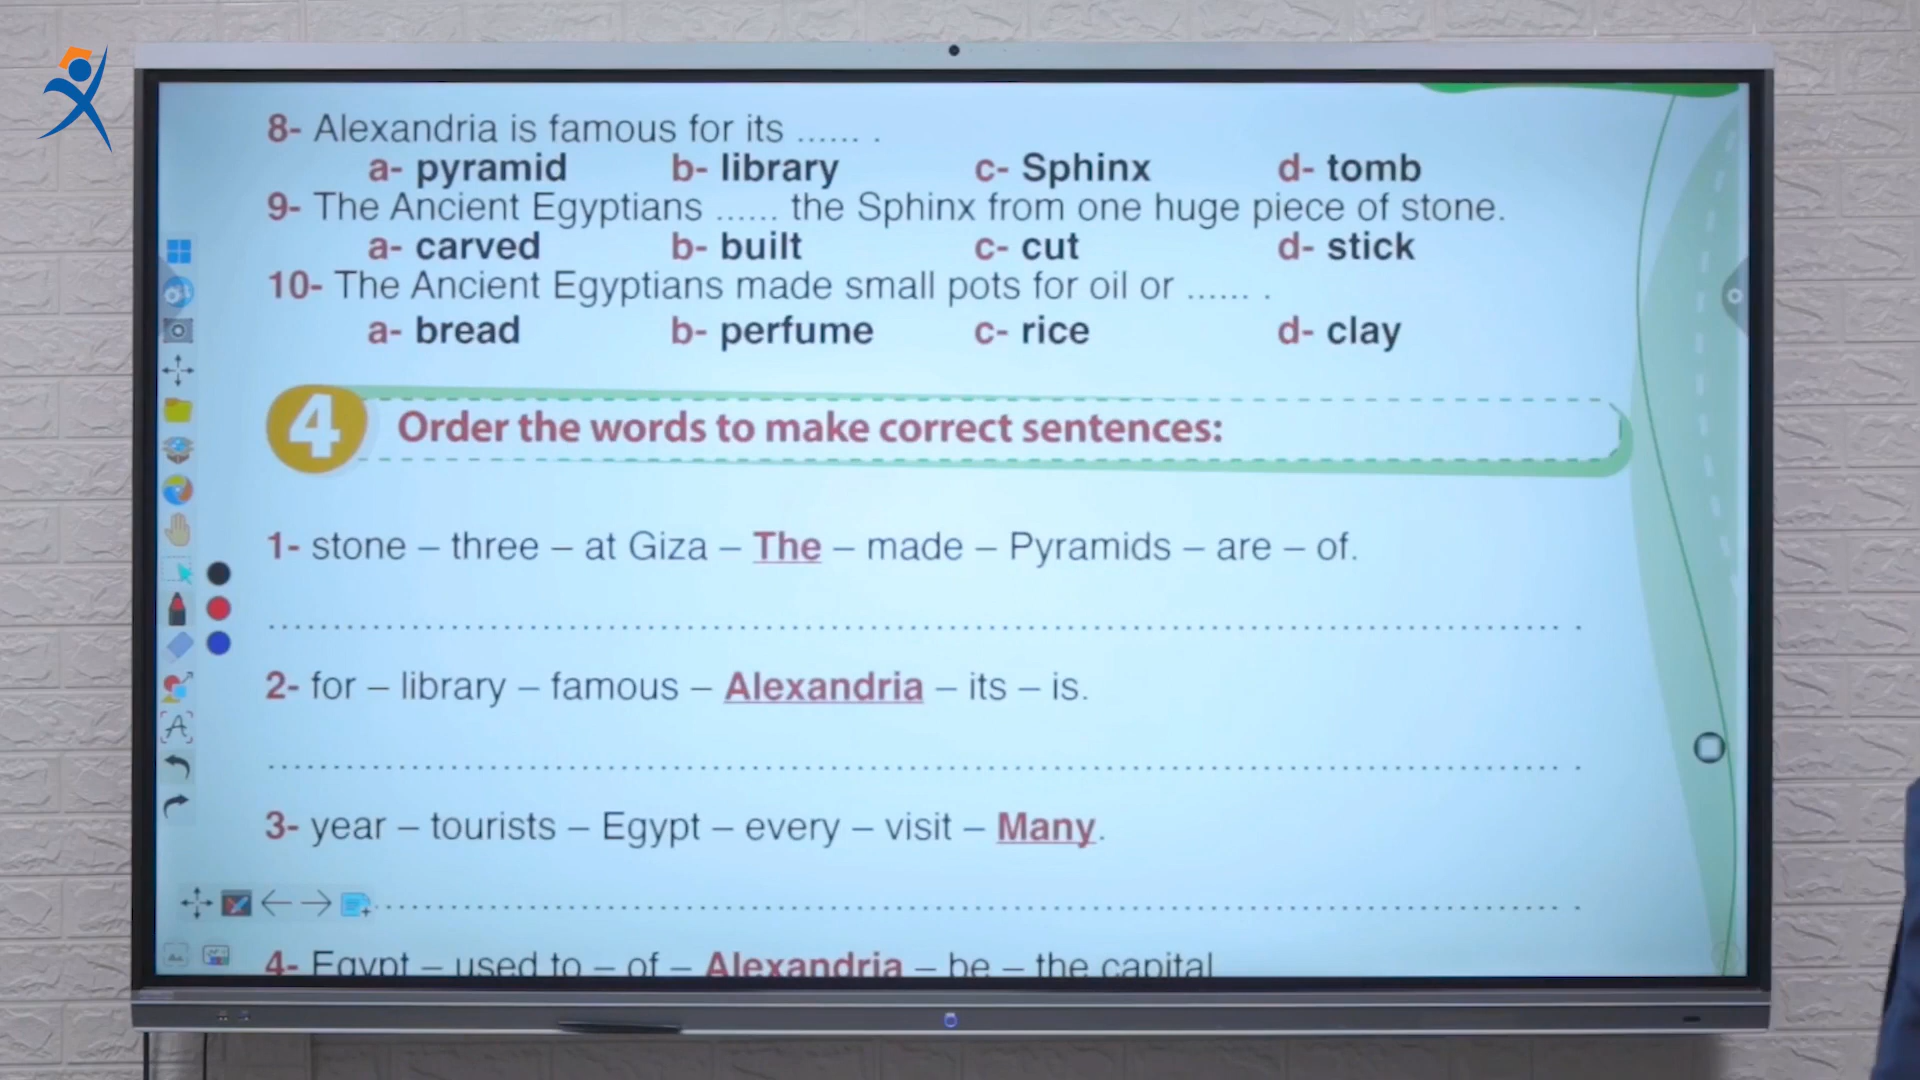 8- Alexandria is famous for its ...... .
a- pyramid b- library c- Sphinx d- tomb
9- The Ancient Egyptians ...... the Sphinx from one huge piece of stone.
a- carved b- built c- cut d- stick
10- The Ancient Egyptians made small pots for oil or ...... .
a- bread b- perfume c- rice d- clay
4 Order the words to make correct sentences:
1- stone – three – at Giza – The – made – Pyramids – are – of.
2- for – library – famous – Alexandria – its – is.
3- year – tourists – Egypt – every – visit – Many.
4- Egypt – used to – of – Alexandria – be – the capital